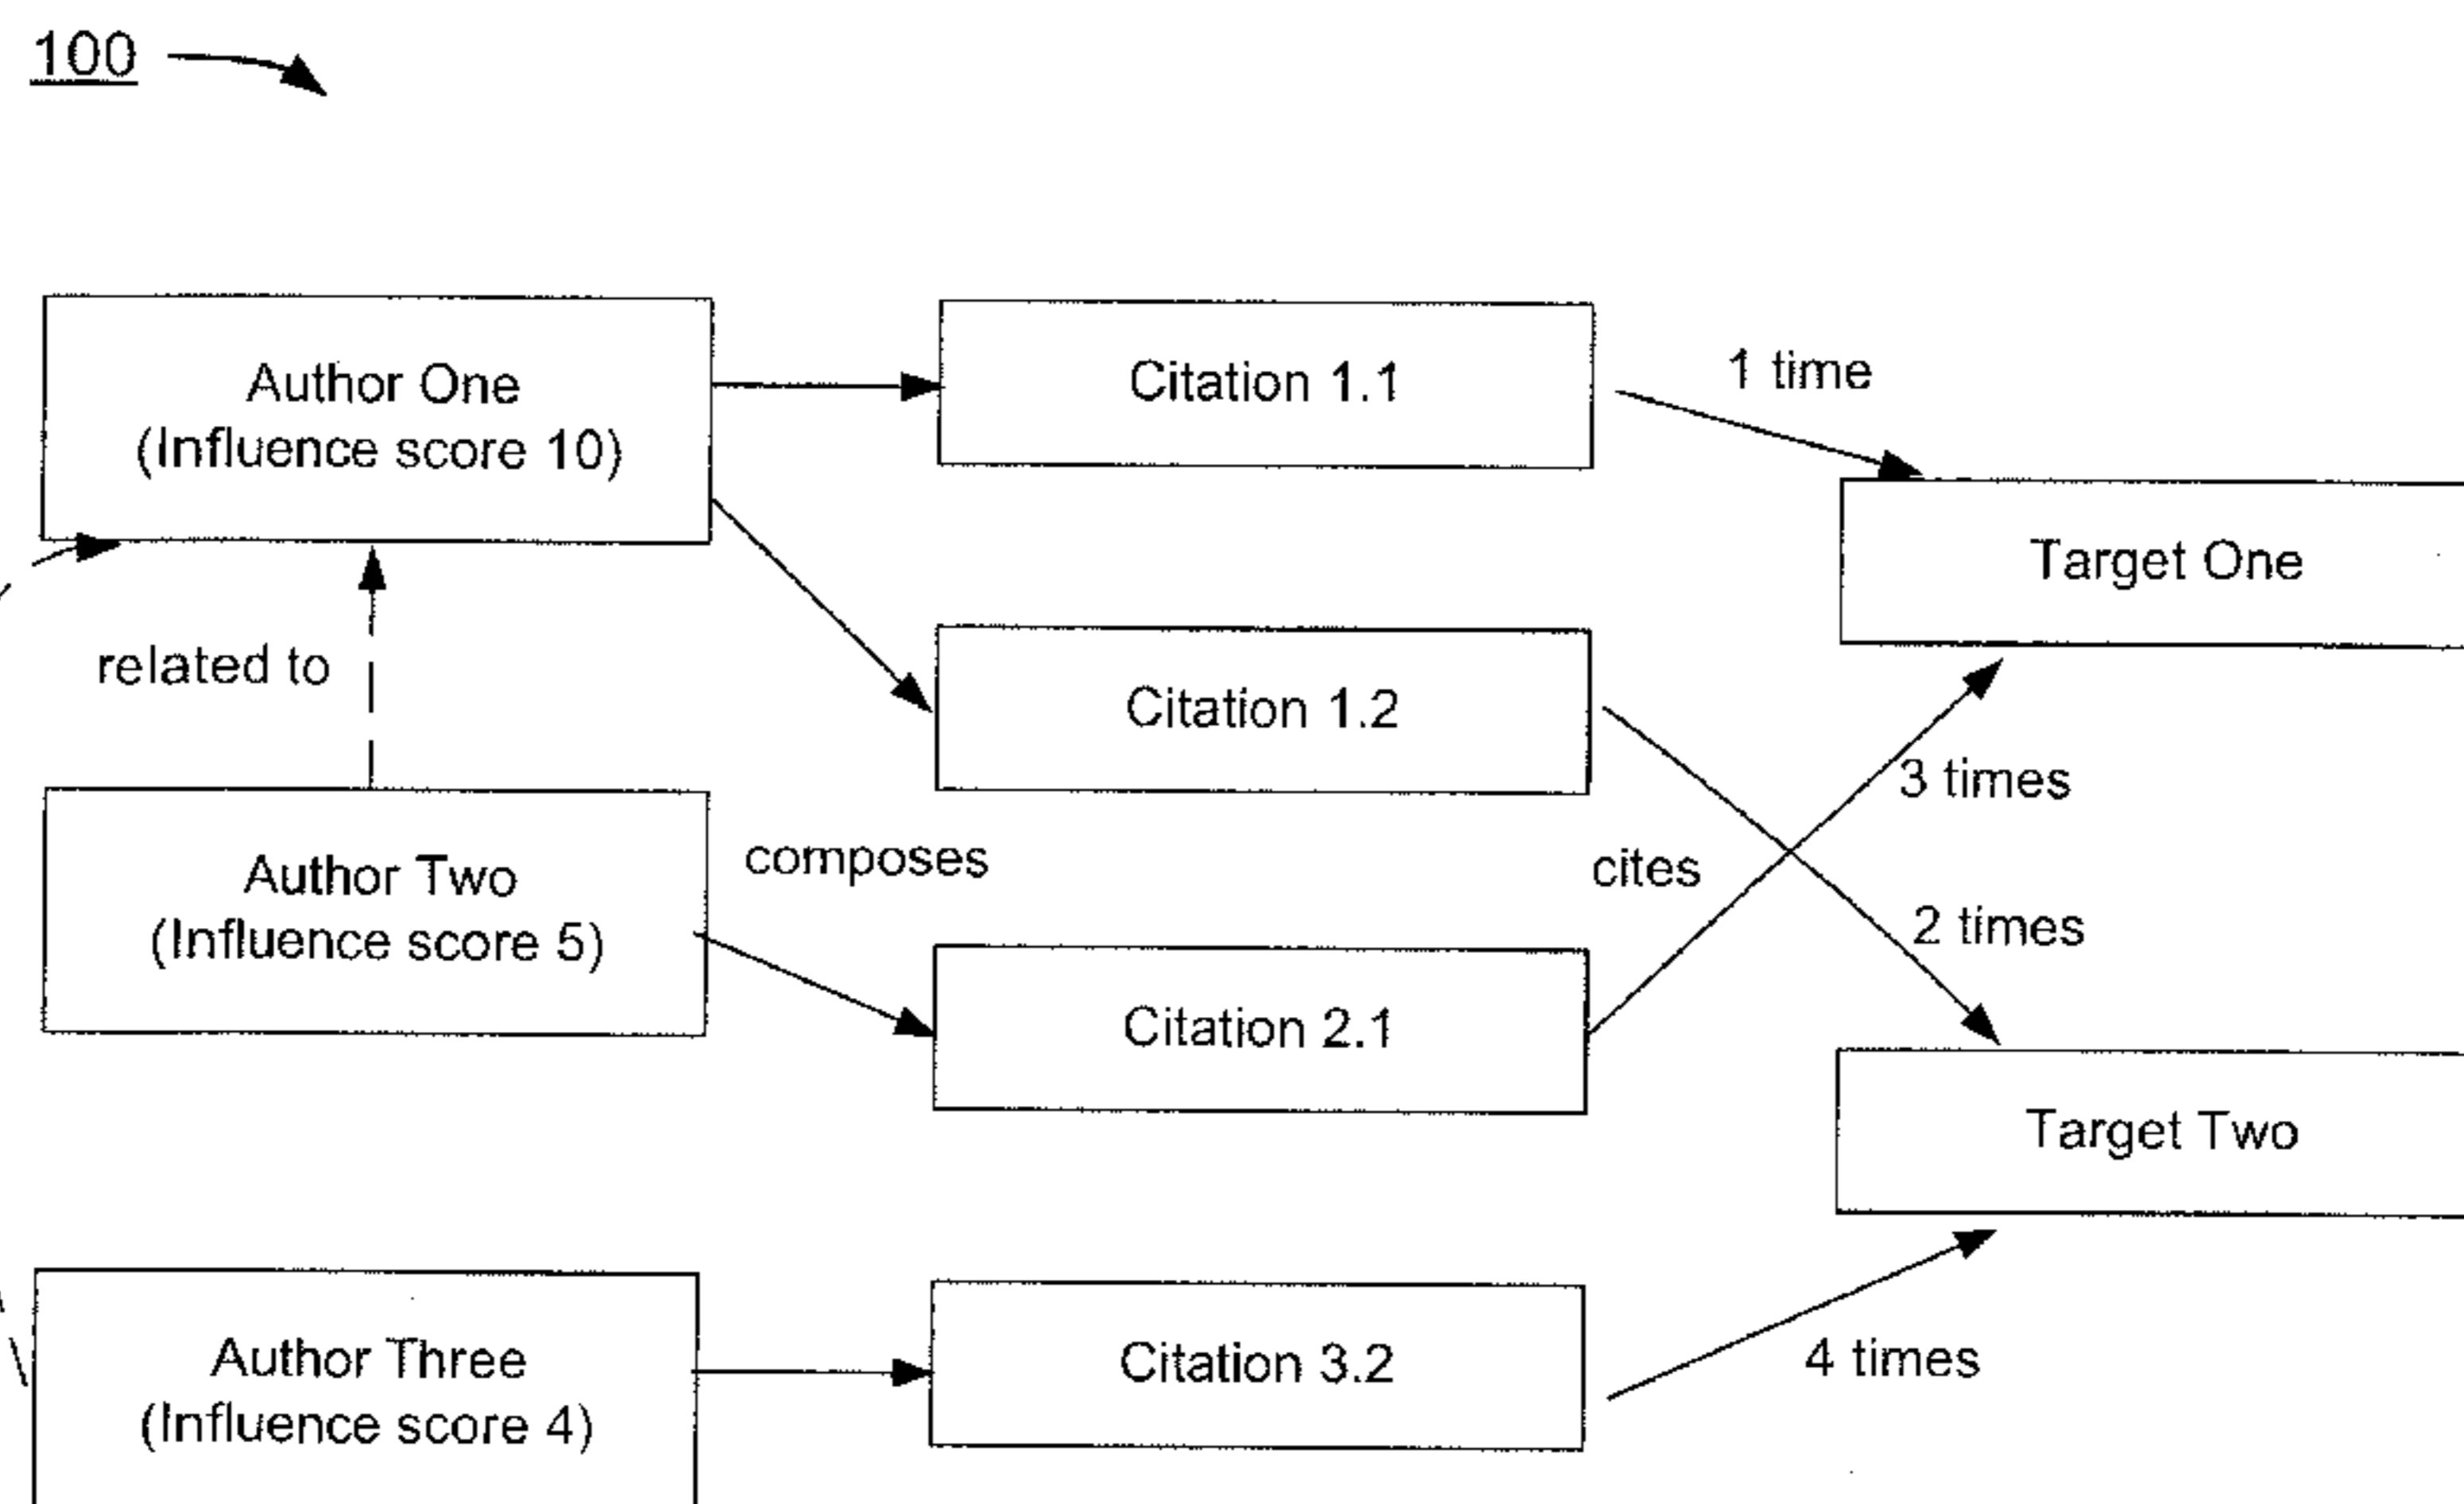 100
Author One
(Influence score 10)
Citation 1.1
1 time
Target One
related to
Citation 1.2
3 times
Author Two
(Influence score 5)
composes
cites
2 times
Citation 2.1
Target Two
Author Three
(Influence score 4)
Citation 3.2
4 times